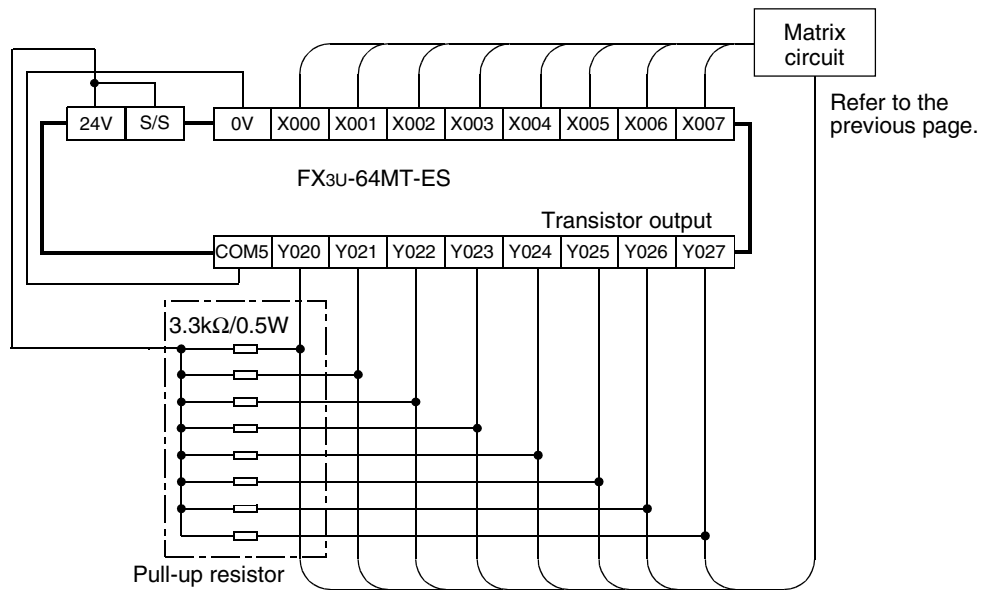 Matrix
circuit
Refer to the
previous page.
24V S/S 0V X000 X001 X002 X003 X004 X005 X006 X007
FX3U-64MT-ES
Transistor output
COM5 Y020 Y021 Y022 Y023 Y024 Y025 Y026 Y027
3.3kΩ/0.5W
Pull-up resistor